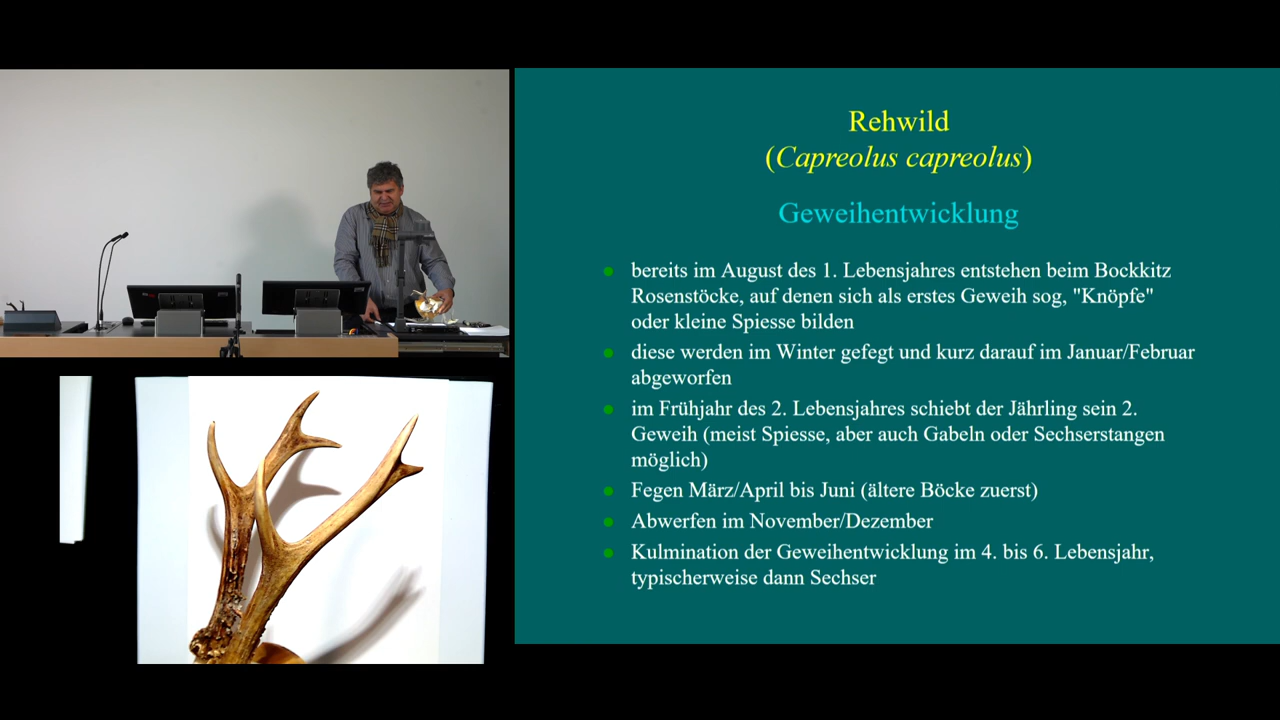 Rehwild
(Capreolus capreolus)
Geweihentwicklung
bereits im August des 1. Lebensjahres entstehen beim Bockkitz
Rosenstöcke, auf denen sich als erstes Geweih sog, "Knöpfe"
oder kleine Spiesse bilden
diese werden im Winter gefegt und kurz darauf im Januar/Februar
abgeworfen
im Frühjahr des 2. Lebensjahres schiebt der Jährling sein 2.
Geweih (meist Spiesse, aber auch Gabeln oder Sechserstangen
möglich)
Fegen März/April bis Juni (ältere Böcke zuerst)
Abwerfen im November/Dezember
Kulmination der Geweihentwicklung im 4. bis 6. Lebensjahr,
typischerweise dann Sechser